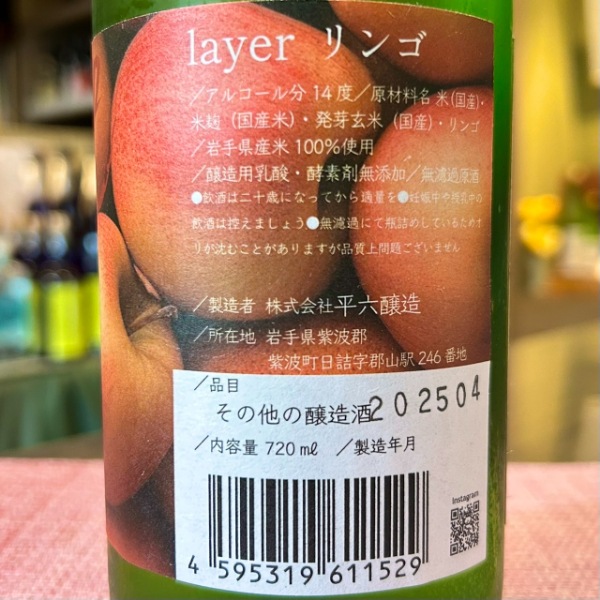 layer リンゴ
／アルコール分 14度／原材料名 米(国産)・
米麹（国産米）・発芽玄米（国産）・リンゴ
／岩手県産米 100%使用
／醸造用乳酸・酵素剤無添加／無濾過原酒
●飲酒は二十歳になってから適量を●妊娠中や授乳中の
飲酒は控えましょう●無濾過にて瓶詰めしているためオ
リが沈むことがありますが品質上問題ございません
／製造者 株式会社平六醸造
／所在地 岩手県紫波郡
紫波町日詰字郡山駅 246 番地
／品目
その他の醸造酒
202504
／内容量 720㎖ ／製造年月
Instagram
4 595319 611529